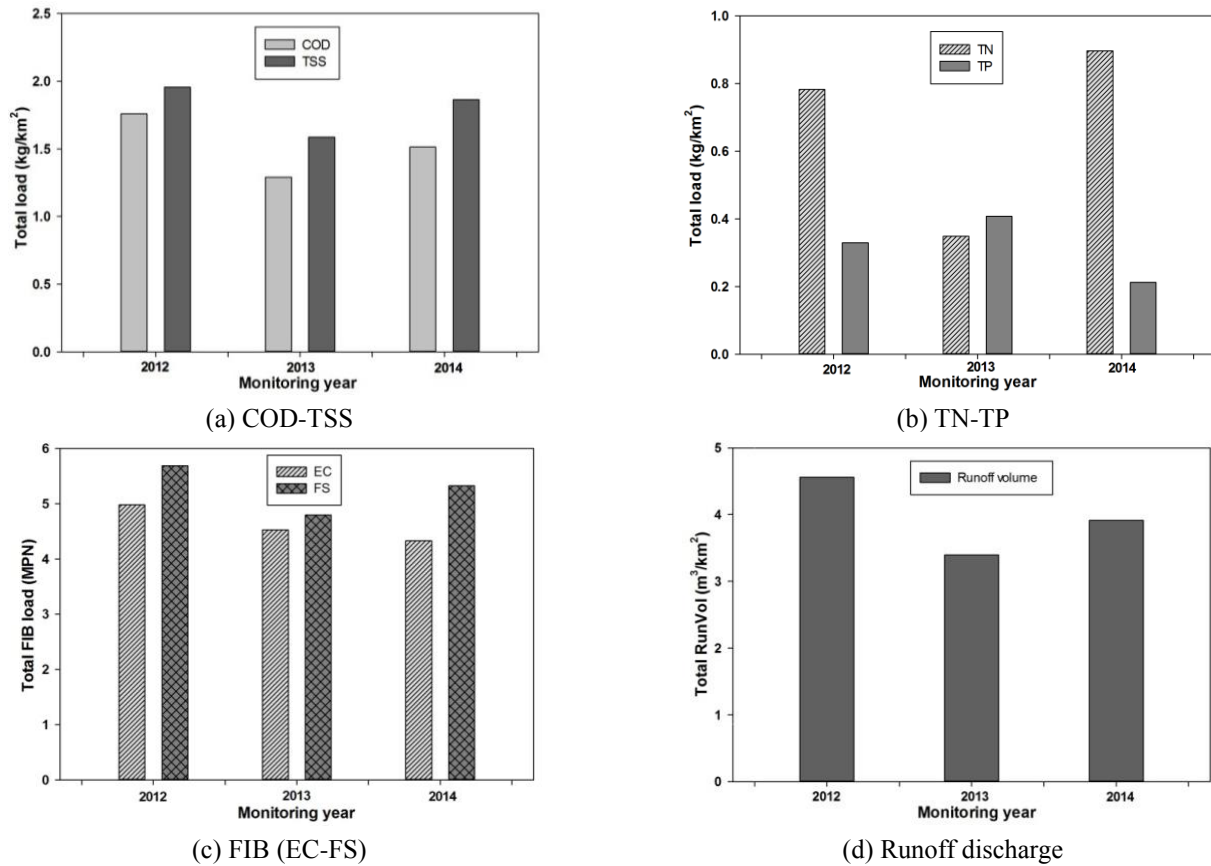 2.5
2.0
1.5
1.0
0.5
0.0
Total load (kg/km²)
COD
TSS
2012 2013 2014
Monitoring year
(a) COD-TSS
1.0
0.8
0.6
0.4
0.2
0.0
Total load (kg/km²)
TN
TP
2012 2013 2014
Monitoring year
(b) TN-TP
6
5
4
3
2
1
0
Total FIB load (MPN)
EC
FS
2012 2013 2014
Monitoring year
(c) FIB (EC-FS)
5
4
3
2
1
0
Total RunVol (m³/km²)
Runoff volume
2012 2013 2014
Monitoring year
(d) Runoff discharge